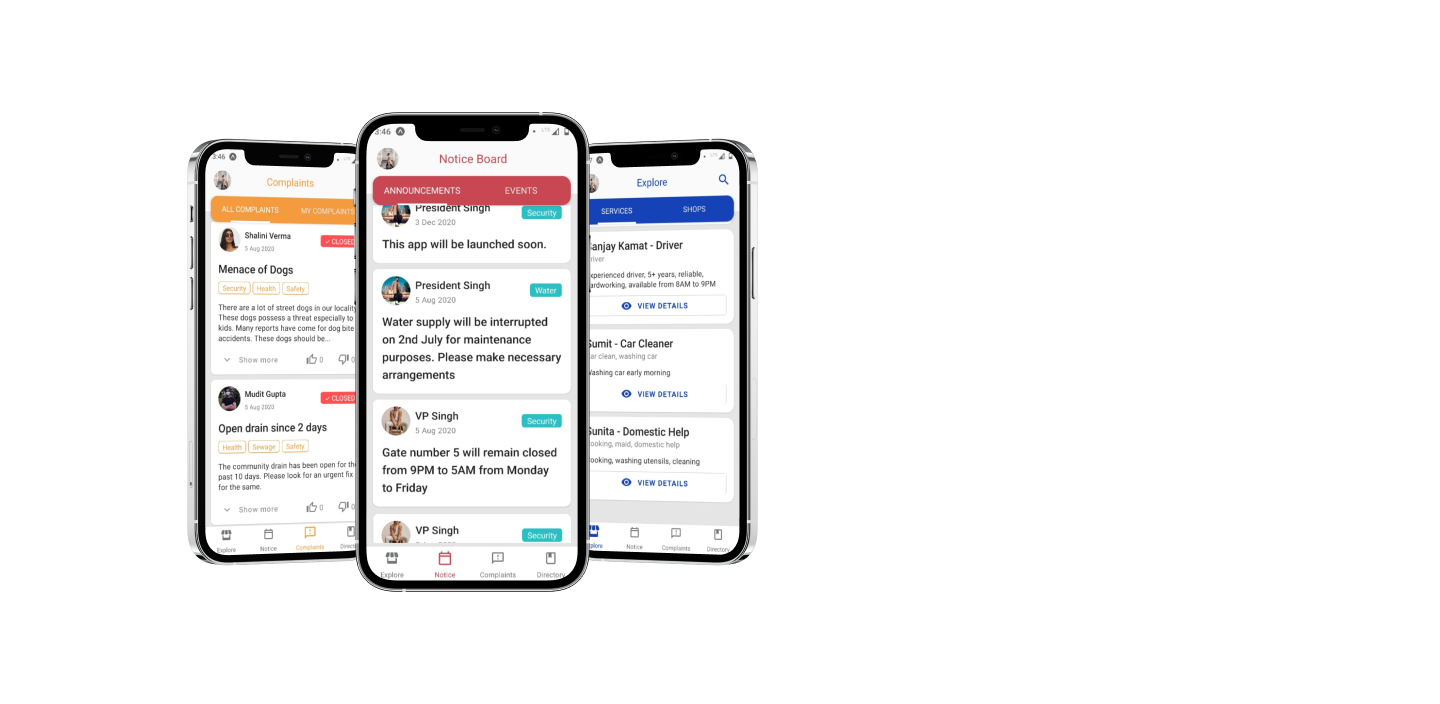 3:46
Complaints
ALL COMPLAINTS
MY COMPLAINTS
Shalini Verma
5 Aug 2020
✓ CLOSED
Menace of Dogs
Security
Health
Safety
There are a lot of street dogs in our locality
These dogs possess a threat especially to
kids. Many reports have come for dog bite
accidents. These dogs should be...
Show more
0
0
Mudit Gupta
5 Aug 2020
✓ CLOSED
Open drain since 2 days
Health
Sewage
Safety
The community drain has been open for the
past 10 days. Please look for an urgent fix
for the same.
Show more
0
0
Explore
Notice
Complaints
3:46
LTE
Notice Board
ANNOUNCEMENTS
EVENTS
President Singh
3 Dec 2020
Security
This app will be launched soon.
President Singh
5 Aug 2020
Water
Water supply will be interrupted
on 2nd July for maintenance
purposes. Please make necessary
arrangements
VP Singh
5 Aug 2020
Security
Gate number 5 will remain closed
from 9PM to 5AM from Monday
to Friday
VP Singh
Security
Explore
Notice
Complaints
Directory
LTE
Explore
SERVICES
SHOPS
Sanjay Kamat - Driver
river
xperienced driver, 5+ years, reliable,
ardworking, available from 8AM to 9PM
VIEW DETAILS
Sumit - Car Cleaner
ar clean, washing car
Washing car early morning
VIEW DETAILS
Sunita - Domestic Help
ooking, maid, domestic help
ooking, washing utensils, cleaning
VIEW DETAILS
plore
Notice
Complaints
Directory